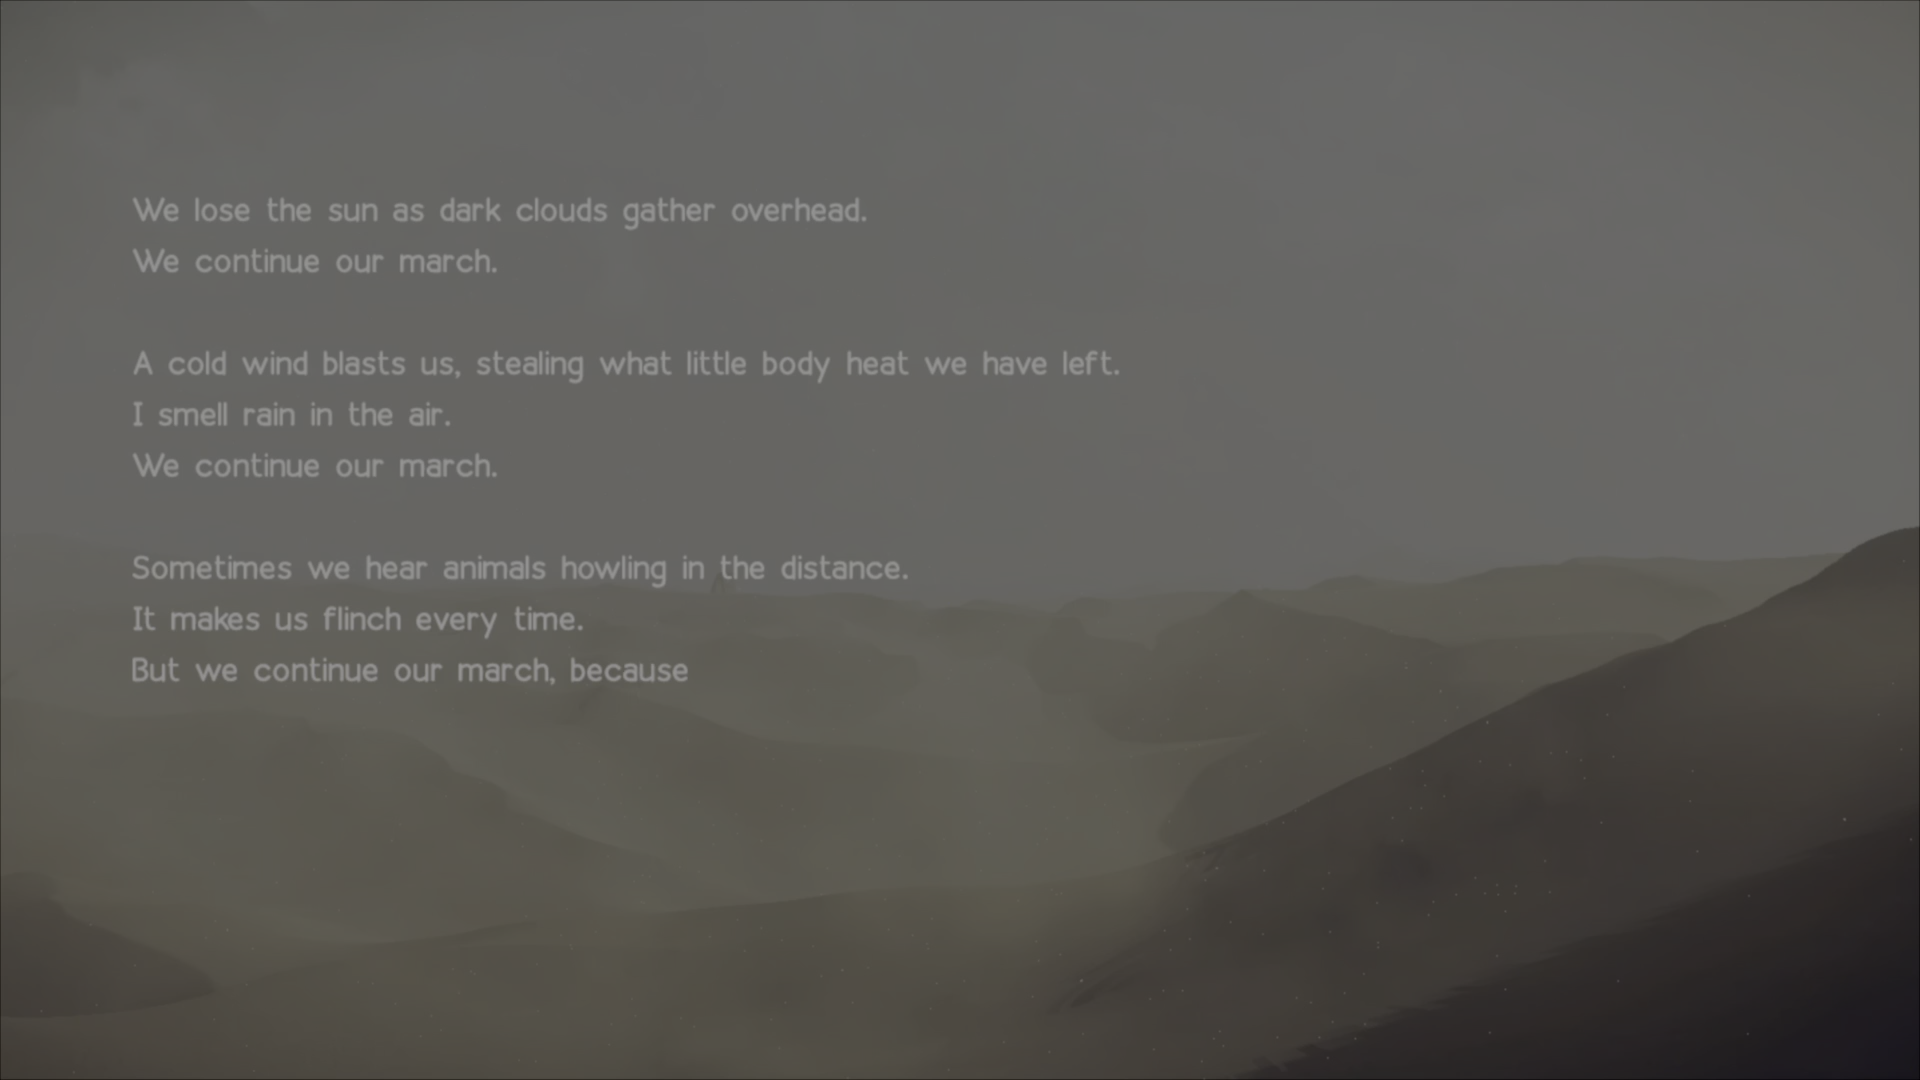 We lose the sun as dark clouds gather overhead.
We continue our march.
A cold wind blasts us, stealing what little body heat we have left.
I smell rain in the air.
We continue our march.
Sometimes we hear animals howling in the distance.
It makes us flinch every time.
But we continue our march, because